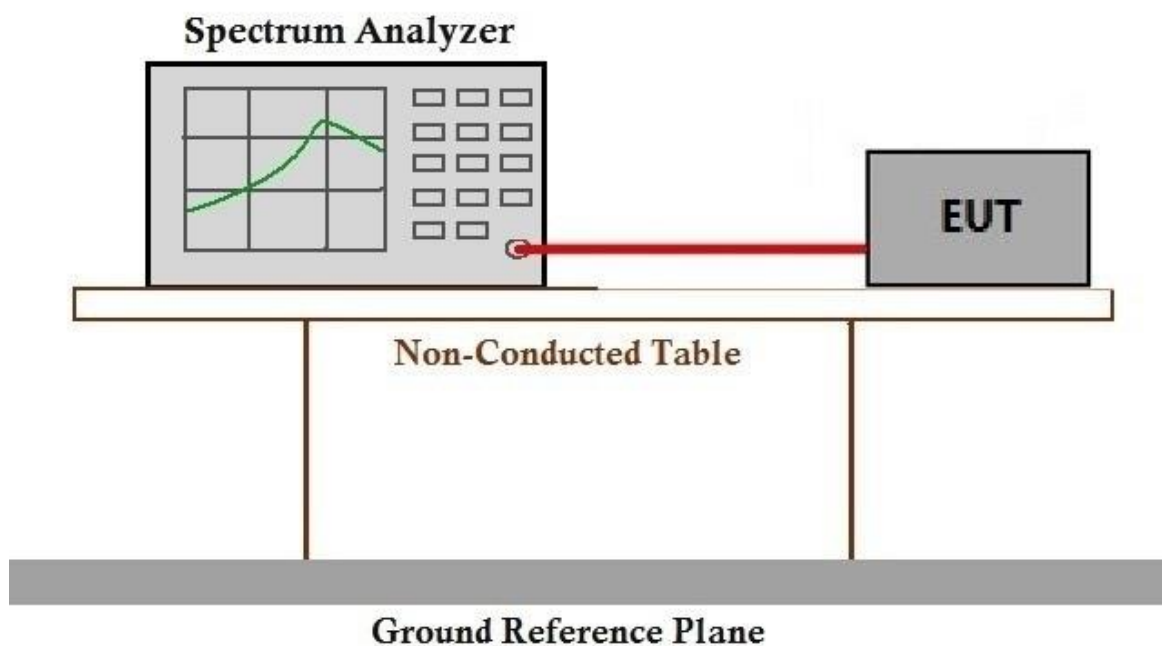 Spectrum Analyzer
EUT
Non-Conducted Table
Ground Reference Plane